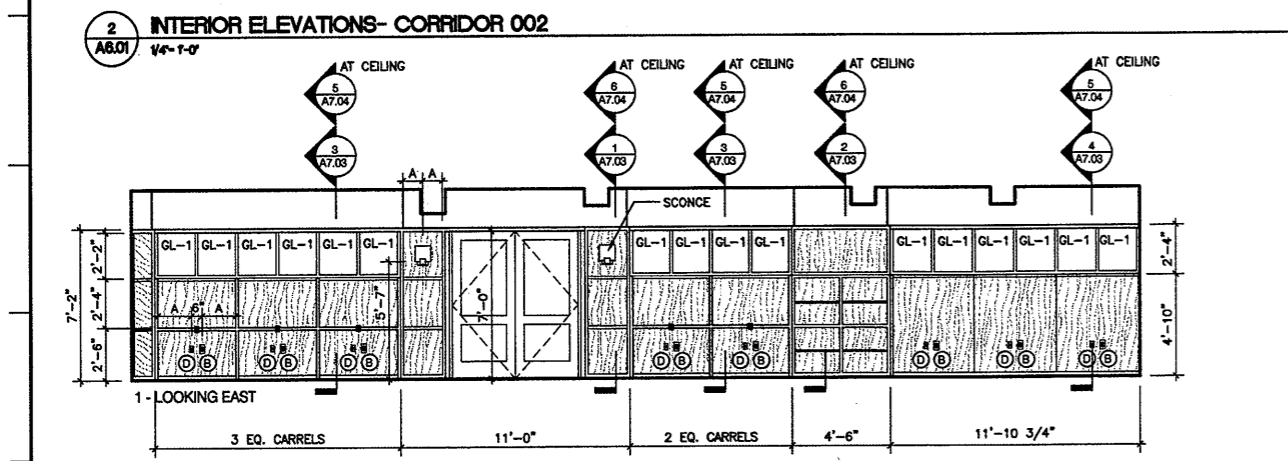 2
A6.01
INTERIOR ELEVATIONS- CORRIDOR 002
1/4"=1'-0"
AT CEILING AT CEILING AT CEILING AT CEILING AT CEILING
5 6 5 6 5
A7.04 A7.04 A7.04 A7.04 A7.04
3 1 3 2 4
A7.03 A7.03 A7.03 A7.03 A7.03
A A
SCONCE
GL-1 GL-1 GL-1 GL-1 GL-1 GL-1 GL-1 GL-1 GL-1 GL-1 GL-1 GL-1 GL-1 GL-1 GL-1 GL-1
7'-2"
2'-2"
2'-4"
2'-6"
A 6" A
5'-7"
7'-0"
2'-4"
4'-10"
D B D B D B D B D B D B D B D B
1 - LOOKING EAST
3 EQ. CARRELS 11'-0" 2 EQ. CARRELS 4'-6" 11'-10 3/4"